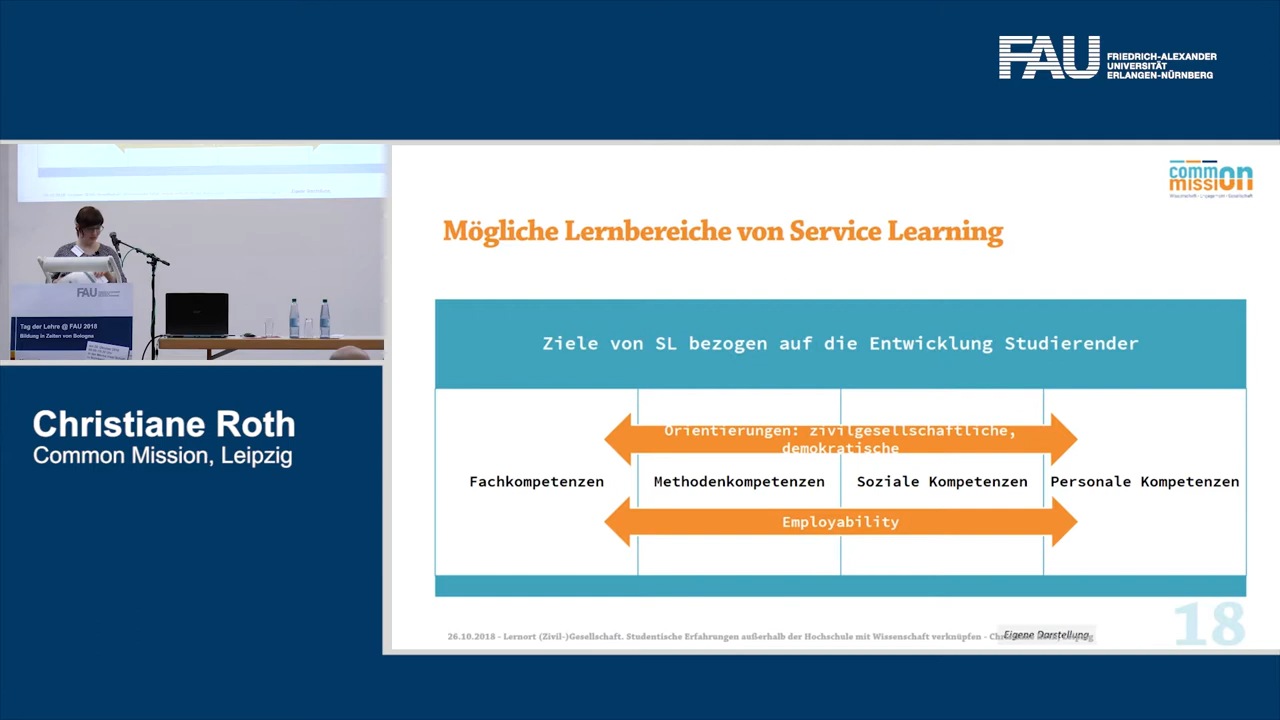 FAU
FRIEDRICH-ALEXANDER
UNIVERSITÄT
ERLANGEN-NÜRNBERG
common
mission
Mögliche Lernbereiche von Service Learning
Ziele von SL bezogen auf die Entwicklung Studierender
Orientierungen: zivilgesellschaftliche,
demokratische
Fachkompetenzen
Methodenkompetenzen
Soziale Kompetenzen
Personale Kompetenzen
Employability
26.10.2018 - Lernort (Zivil-)Gesellschaft. Studentische Erfahrungen außerhalb der Hochschule mit Wissenschaft verknüpfen -
Eigene Darstellung
18
FAU
Tag der Lehre @ FAU 2018
Bildung in Zeiten von Bologna
Christiane Roth
Common Mission, Leipzig